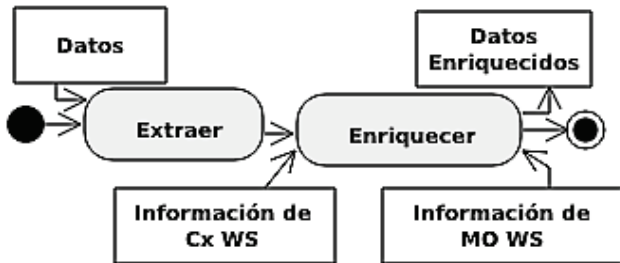 Datos
Datos
Enriquecidos
Extraer
Enriquecer
Información de
Cx WS
Información de
MO WS